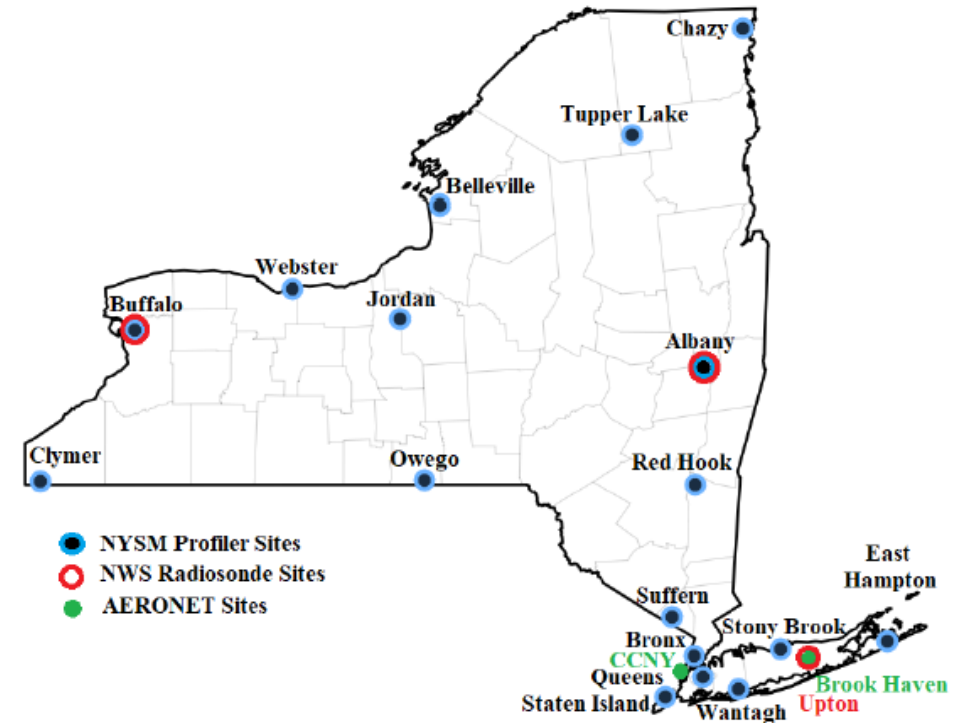 Chazy
Tupper Lake
Belleville
Webster
Jordan
Buffalo
Albany
Clymer
Owego
Red Hook
NYSM Profiler Sites
NWS Radiosonde Sites
AERONET Sites
East
Hampton
Suffern
Stony Brook
Bronx
CCNY
Queens
Brook Haven
Staten Island
Wantagh
Upton